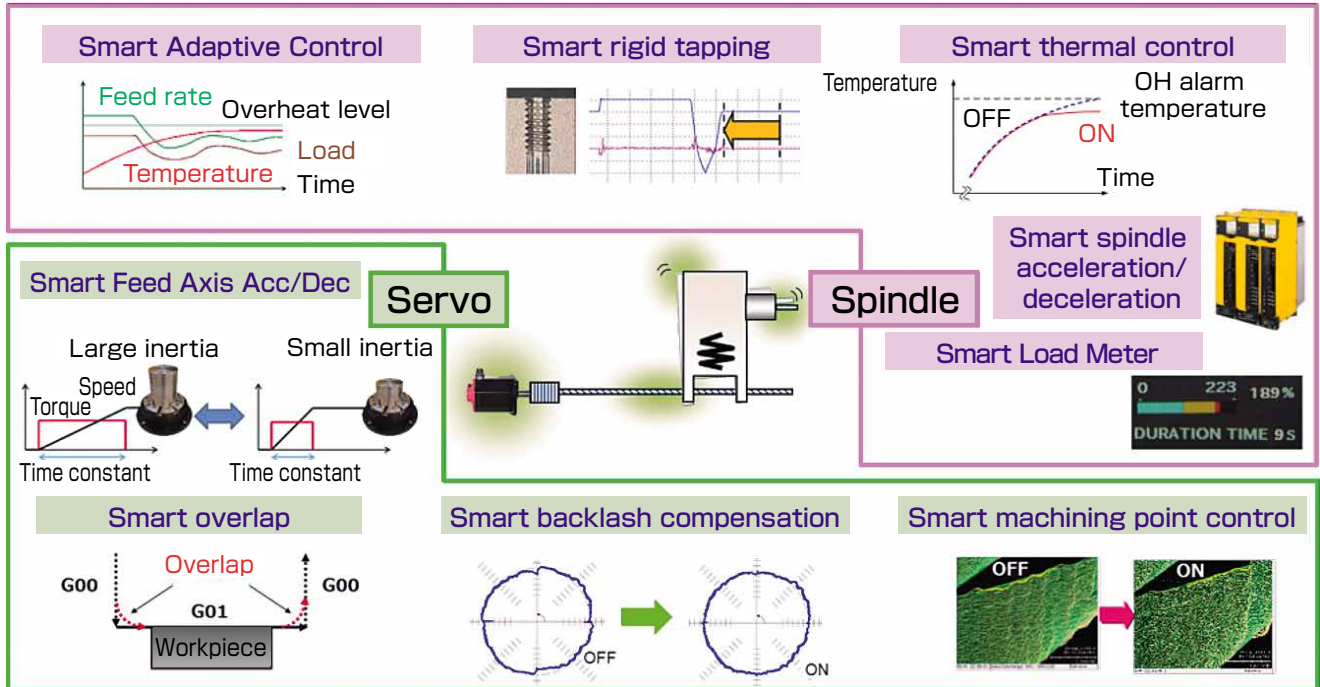 Smart Adaptive Control
Feed rate
Overheat level
Load
Temperature
Time
Smart rigid tapping
Smart thermal control
Temperature
OH alarm
temperature
OFF
ON
Time
Smart spindle
acceleration/
deceleration
Spindle
Smart Load Meter
0 223 189%
DURATION TIME 9S
Servo
Smart Feed Axis Acc/Dec
Large inertia
Small inertia
Speed
Torque
Time constant
Time constant
Smart overlap
G00
Overlap
G00
G01
Workpiece
Smart backlash compensation
OFF
ON
Smart machining point control
OFF
ON